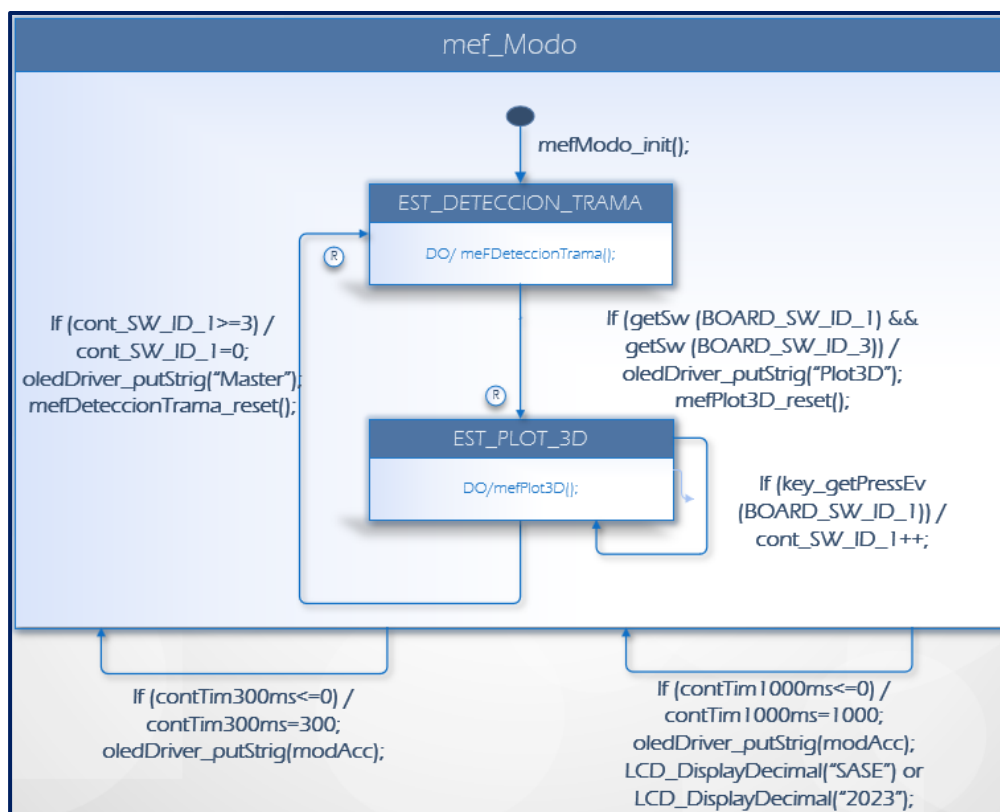 mef_Modo
mefModo_init();
EST_DETECCION_TRAMA
DO/ meFDeteccionTrama();
R
If (cont_SW_ID_1>=3) /
cont_SW_ID_1=0;
oledDriver_putStrig("Master");
mefDeteccionTrama_reset();
If (getSw (BOARD_SW_ID_1) &&
getSw (BOARD_SW_ID_3)) /
oledDriver_putStrig("Plot3D");
mefPlot3D_reset();
R
EST_PLOT_3D
DO/mefPlot3D();
If (key_getPressEv
(BOARD_SW_ID_1)) /
cont_SW_ID_1++;
If (contTim300ms<=0) /
contTim300ms=300;
oledDriver_putStrig(modAcc);
If (contTim1000ms<=0) /
contTim1000ms=1000;
oledDriver_putStrig(modAcc);
LCD_DisplayDecimal("SASE") or
LCD_DisplayDecimal("2023");